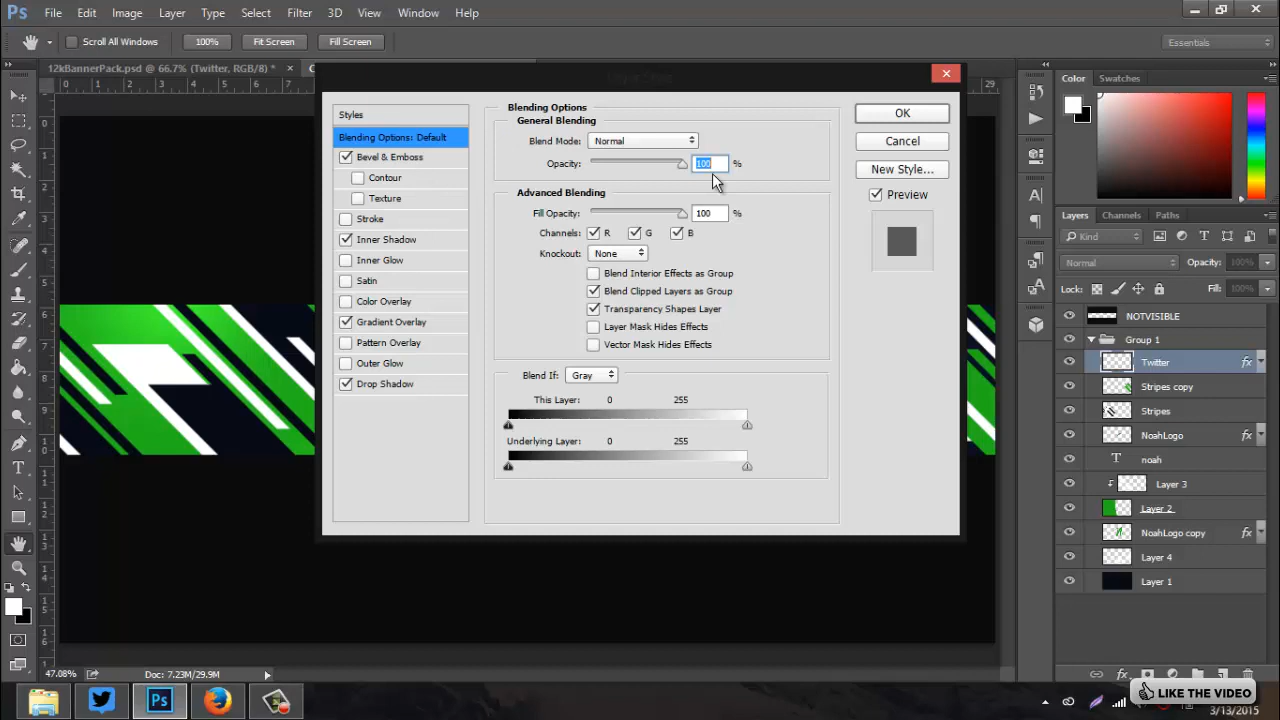 Ps File Edit Image Layer Type Select Filter 3D View Window Help
Scroll All Windows 100% Fit Screen Fill Screen Essentials
12kBannerPack.psd @ 66.7% (Twitter, RGB/8) * ×
Styles
Blending Options: Default
Bevel & Emboss
Contour
Texture
Stroke
Inner Shadow
Inner Glow
Satin
Color Overlay
Gradient Overlay
Pattern Overlay
Outer Glow
Drop Shadow
Blending Options
General Blending
Blend Mode: Normal
Opacity: 100 %
Advanced Blending
Fill Opacity: 100 %
Channels: R G B
Knockout: None
Blend Interior Effects as Group
Blend Clipped Layers as Group
Transparency Shapes Layer
Layer Mask Hides Effects
Vector Mask Hides Effects
Blend If: Gray
This Layer: 0 255
Underlying Layer: 0 255
OK
Cancel
New Style...
Preview
Color Swatches
Layers Channels Paths
Kind
Normal Opacity: 100%
Lock: Fill: 100%
NOTVISIBLE
Group 1
Twitter fx
Stripes copy
Stripes
NoahLogo fx
noah
Layer 3
Layer 2
NoahLogo copy fx
Layer 4
Layer 1
47.08% Doc: 7.23M/29.9M
LIKE THE VIDEO
3/13/2015